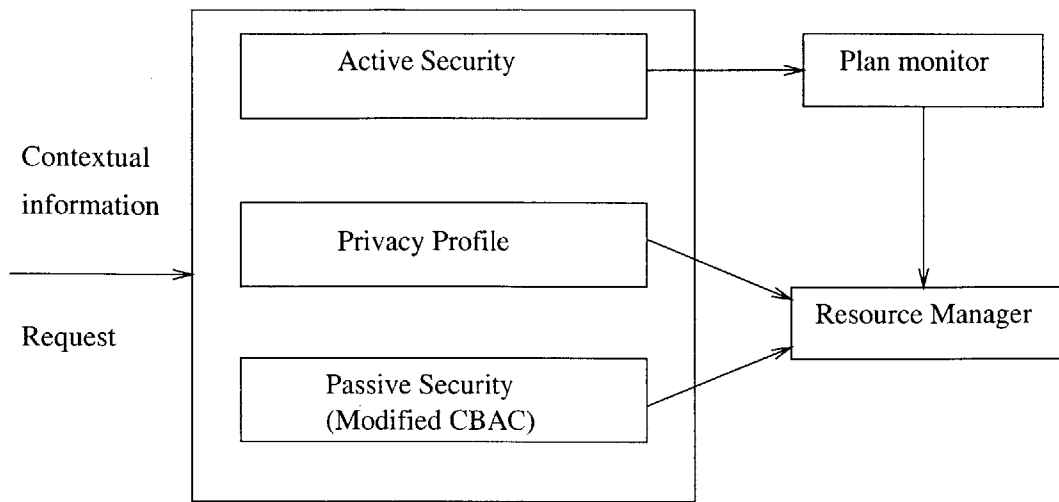 Contextual
information
Request
Active Security
Privacy Profile
Passive Security
(Modified CBAC)
Plan monitor
Resource Manager